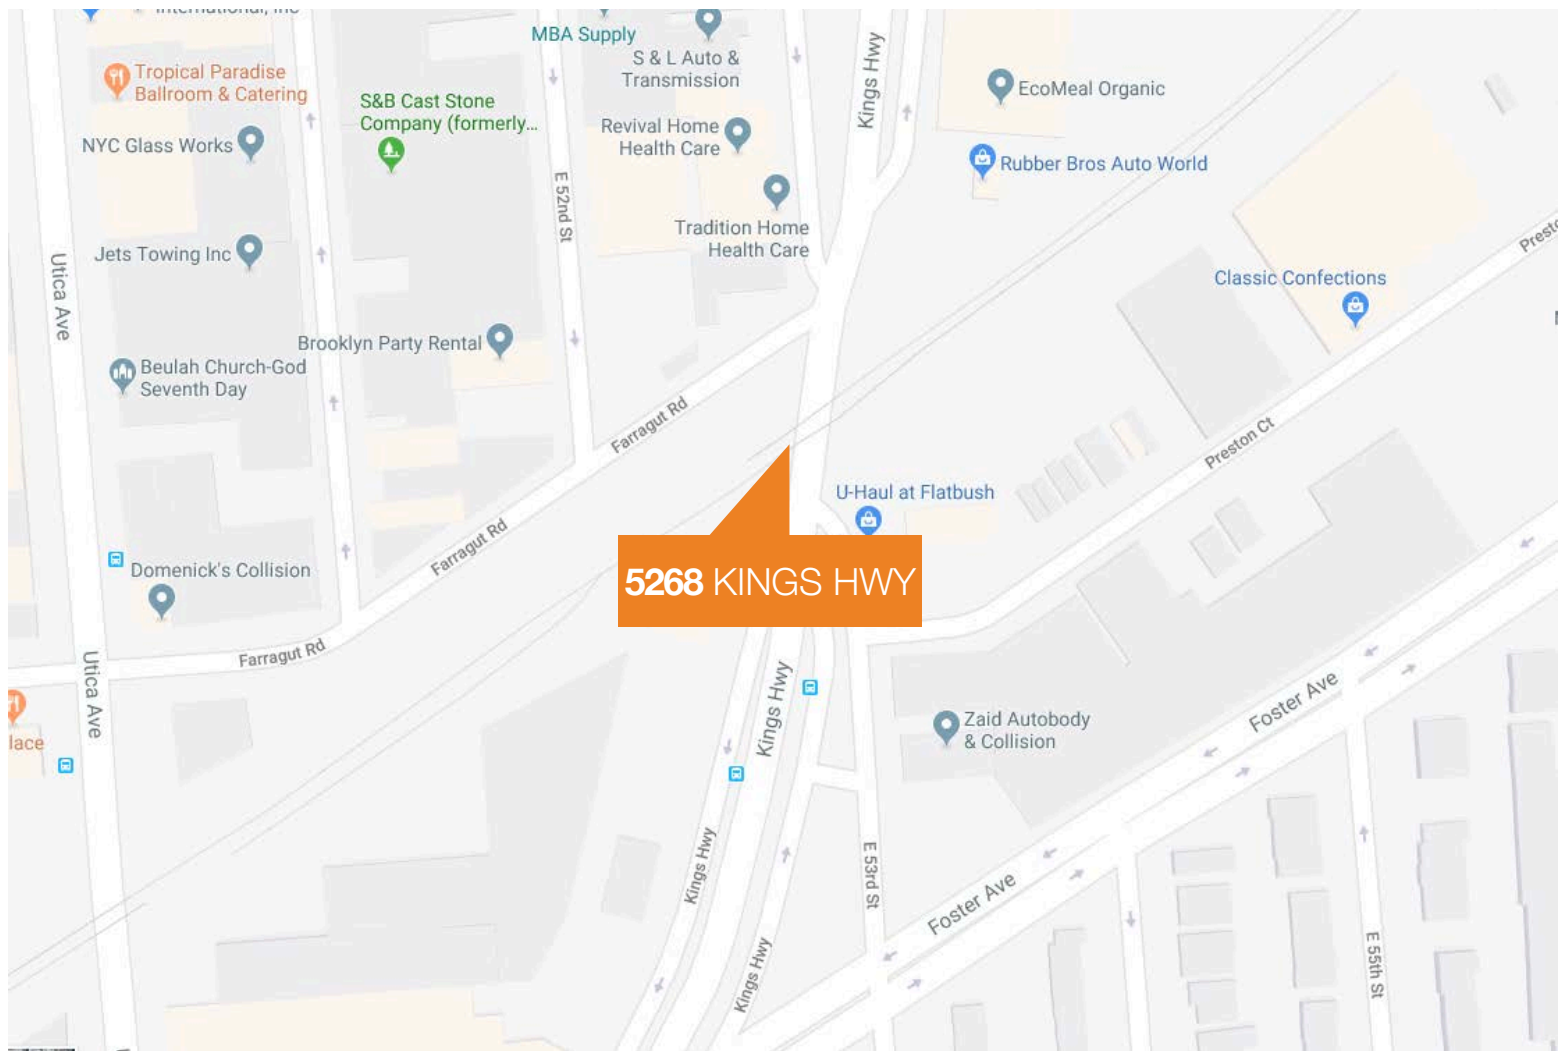 International, Inc
MBA Supply
S & L Auto &
Transmission
Kings Hwy
Tropical Paradise
Ballroom & Catering
S&B Cast Stone
Company (formerly...
EcoMeal Organic
NYC Glass Works
Revival Home
Health Care
Rubber Bros Auto World
E 52nd St
Tradition Home
Health Care
Jets Towing Inc
Utica Ave
Classic Confections
Brooklyn Party Rental
Beulah Church-God
Seventh Day
Farragut Rd
Preston Ct
U-Haul at Flatbush
Farragut Rd
Domenick's Collision
5268 KINGS HWY
Farragut Rd
Utica Ave
Kings Hwy
Foster Ave
Zaid Autobody
& Collision
lace
Kings Hwy
E 53rd St
Foster Ave
Kings Hwy
E 55th St